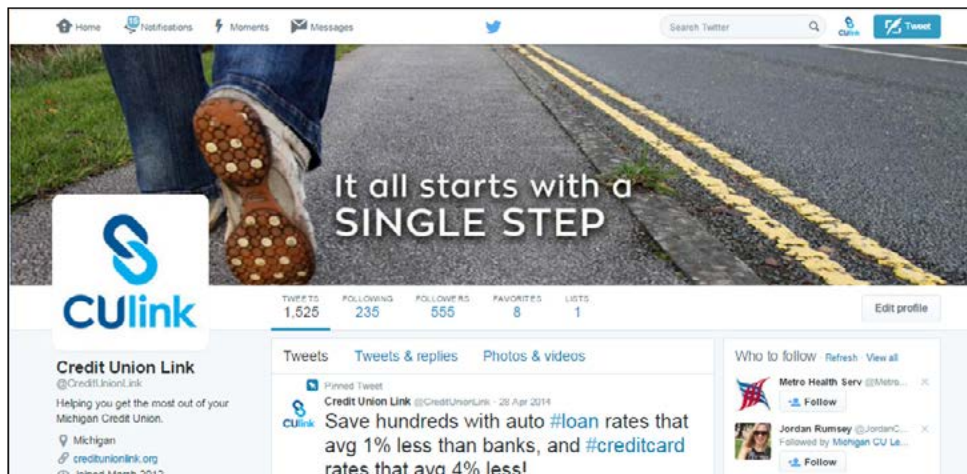 Home Notifications Moments Messages Search Twitter CUlink Tweet
It all starts with a
SINGLE STEP
CUlink
TWEETS FOLLOWING FOLLOWERS FAVORITES LISTS
1,525 235 555 8 1
Edit profile
Credit Union Link
@CreditUnionLink
Helping you get the most out of your
Michigan Credit Union.
Michigan
creditunionlink.org
Joined March 2012
Tweets Tweets & replies Photos & videos
Pinned Tweet
Credit Union Link @CreditUnionLink · 28 Apr 2014
CUlink
Save hundreds with auto #loan rates that
avg 1% less than banks, and #creditcard
rates that avg 4% less!
Who to follow · Refresh · View all
Metro Health Serv @Metro...
Follow
Jordan Rumsey @JordanC...
Followed by Michigan CU Le...
Follow